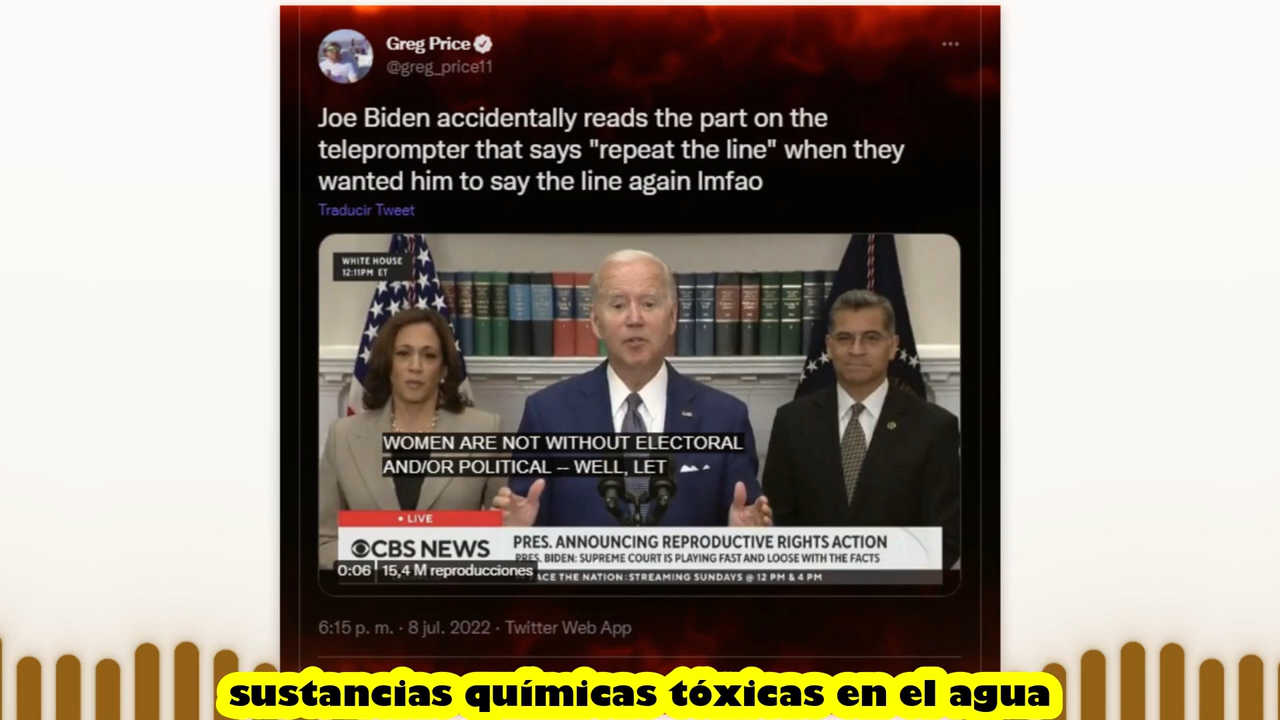 Greg Price
@greg_price11
Joe Biden accidentally reads the part on the
teleprompter that says "repeat the line" when they
wanted him to say the line again lmfao
Traducir Tweet
WHITE HOUSE
12:11PM ET
WOMEN ARE NOT WITHOUT ELECTORAL
AND/OR POLITICAL -- WELL, LET
• LIVE
CBS NEWS
PRES. ANNOUNCING REPRODUCTIVE RIGHTS ACTION
PRES. BIDEN: SUPREME COURT IS PLAYING FAST AND LOOSE WITH THE FACTS
THE NATION: STREAMING SUNDAYS @ 12 PM & 4 PM
0:06 | 15,4 M reproducciones
6:15 p. m. · 8 jul. 2022 · Twitter Web App
sustancias químicas tóxicas en el agua